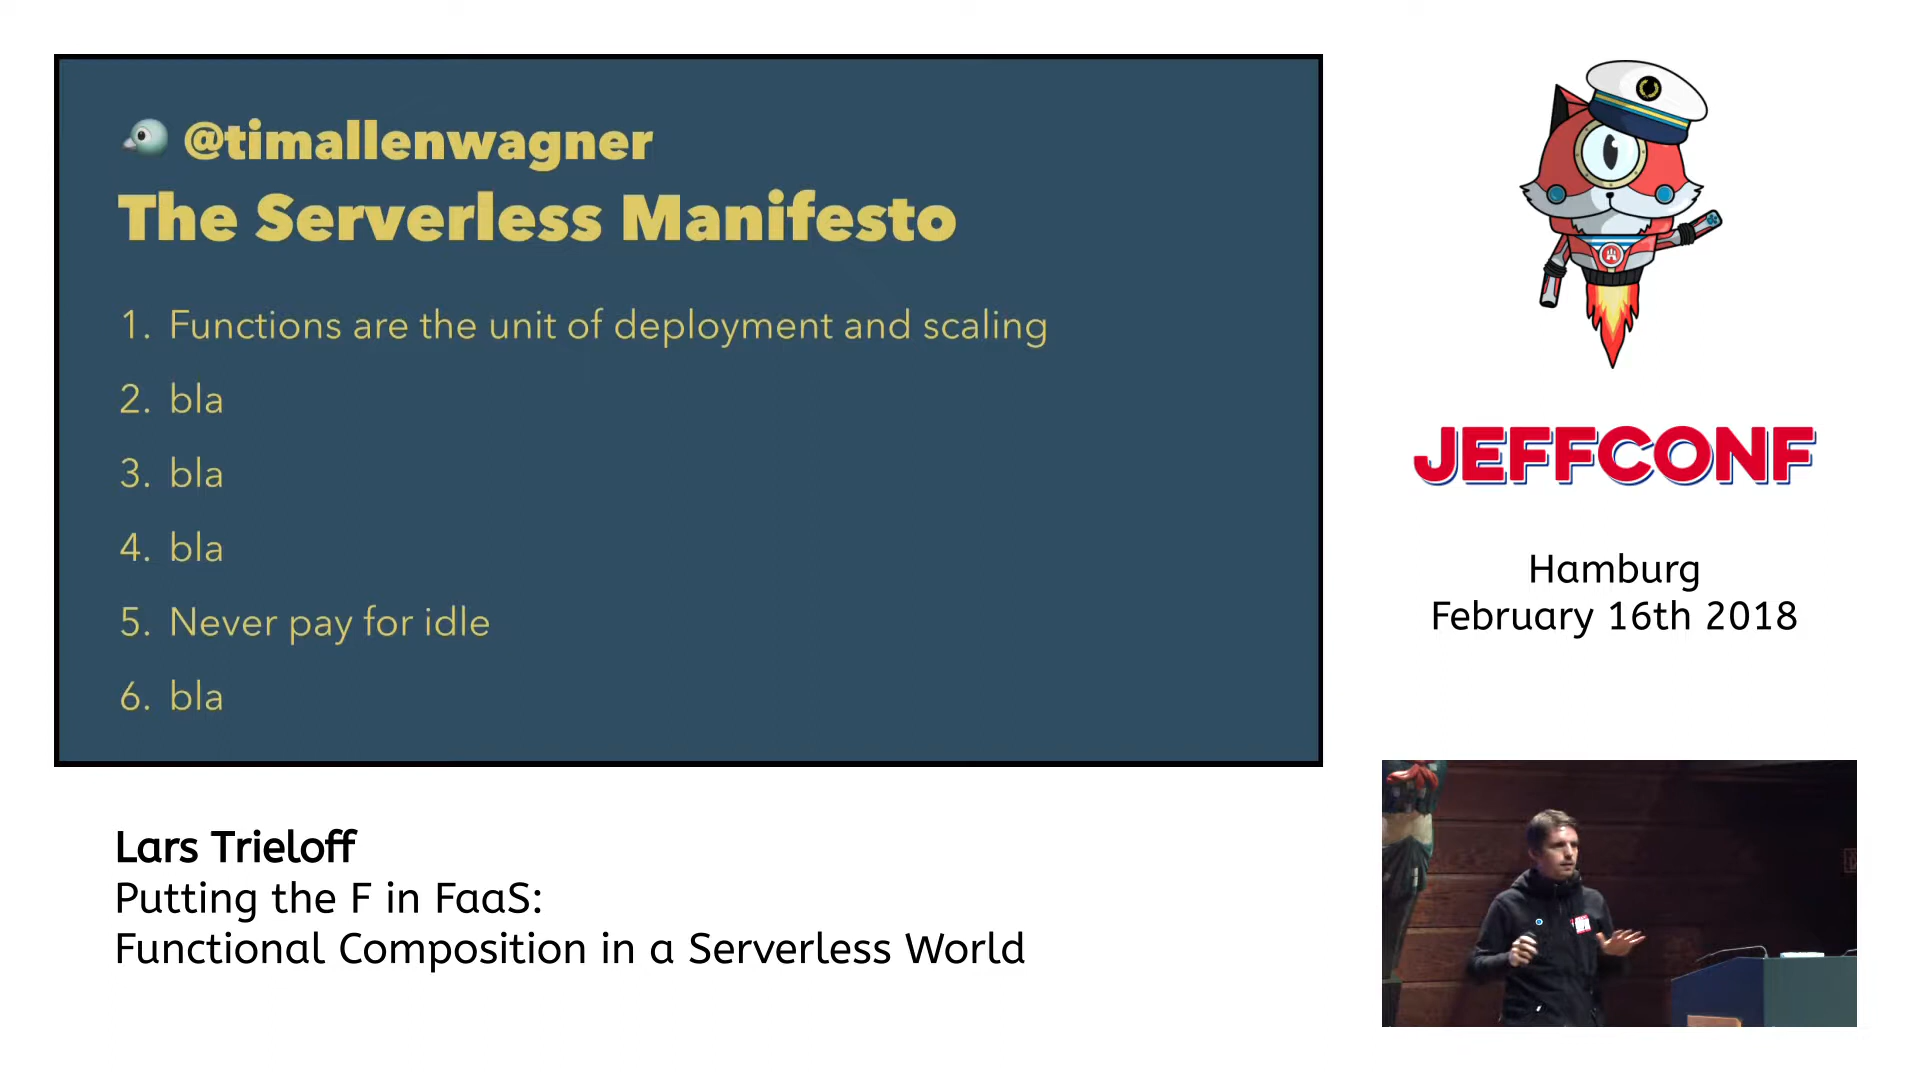 @timallenwagner
The Serverless Manifesto
1. Functions are the unit of deployment and scaling
2. bla
3. bla
4. bla
5. Never pay for idle
6. bla
JEFFCONF
Hamburg
February 16th 2018
Lars Trieloff
Putting the F in FaaS:
Functional Composition in a Serverless World